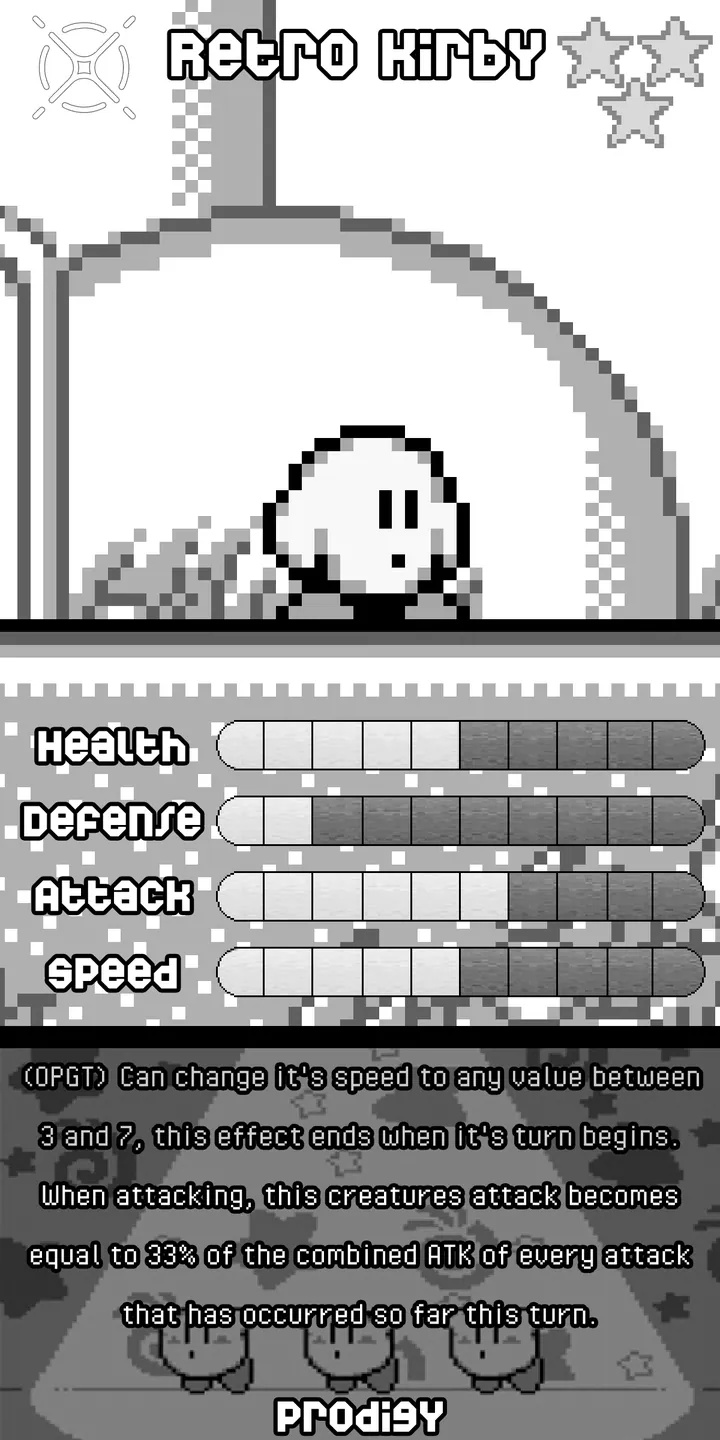 Retro Kirby
Health
Defense
Attack
Speed
(OPGT) Can change it's speed to any value between
3 and 7, this effect ends when it's turn begins.
When attacking, this creatures attack becomes
equal to 33% of the combined ATK of every attack
that has occurred so far this turn.
Prodigy